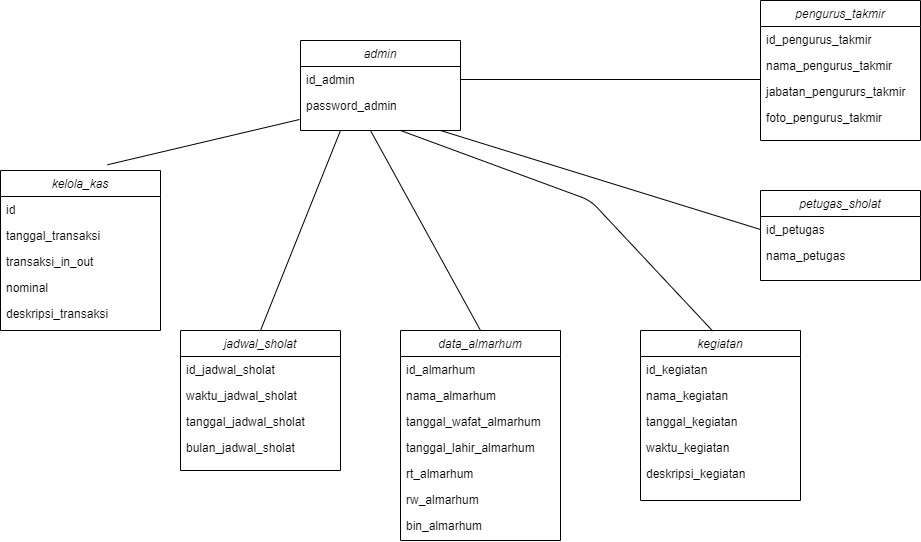 pengurus_takmir
id_pengurus_takmir
nama_pengurus_takmir
jabatan_pengururs_takmir
foto_pengurus_takmir
admin
id_admin
password_admin
kelola_kas
id
tanggal_transaksi
transaksi_in_out
nominal
deskripsi_transaksi
petugas_sholat
id_petugas
nama_petugas
jadwal_sholat
id_jadwal_sholat
waktu_jadwal_sholat
tanggal_jadwal_sholat
bulan_jadwal_sholat
data_almarhum
id_almarhum
nama_almarhum
tanggal_wafat_almarhum
tanggal_lahir_almarhum
rt_almarhum
rw_almarhum
bin_almarhum
kegiatan
id_kegiatan
nama_kegiatan
tanggal_kegiatan
waktu_kegiatan
deskripsi_kegiatan